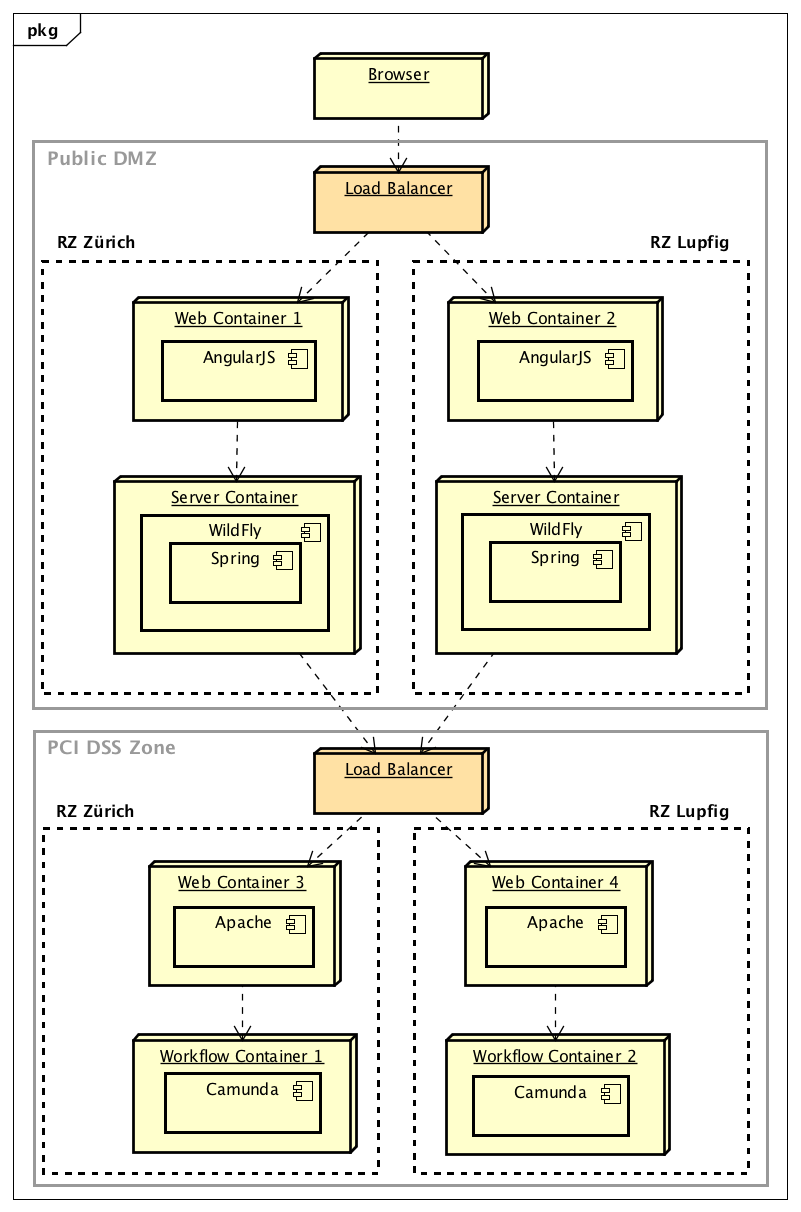 pkg
Browser
Public DMZ
Load Balancer
RZ Zürich
RZ Lupfig
Web Container 1
AngularJS
Web Container 2
AngularJS
Server Container
WildFly
Spring
Server Container
WildFly
Spring
PCI DSS Zone
Load Balancer
RZ Zürich
RZ Lupfig
Web Container 3
Apache
Web Container 4
Apache
Workflow Container 1
Camunda
Workflow Container 2
Camunda